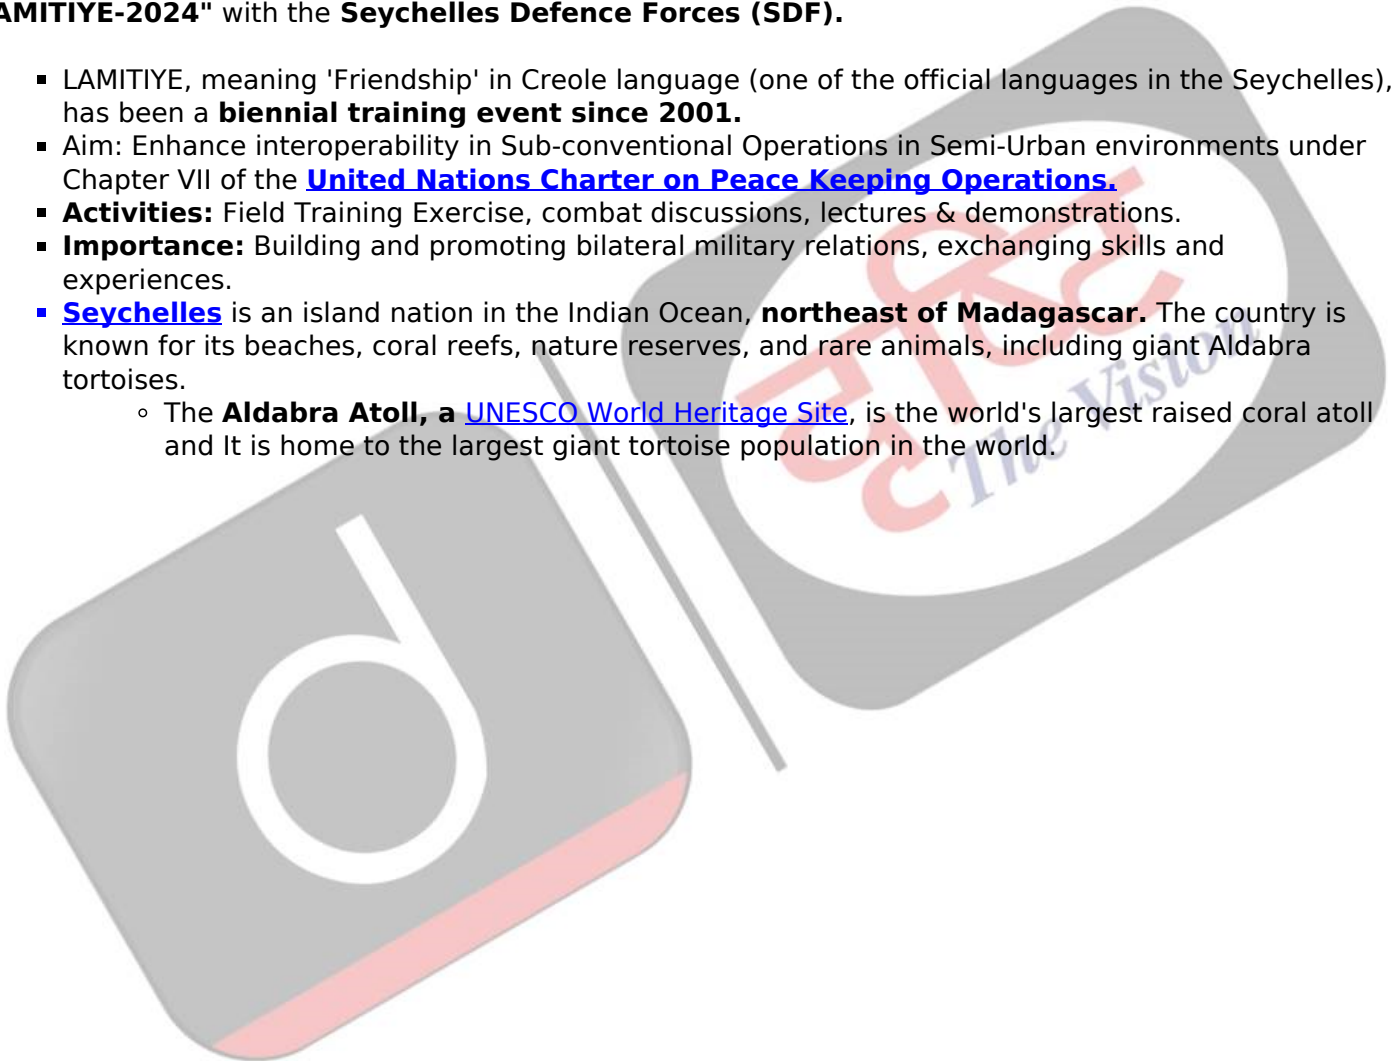 AMITIYE-2024" with the Seychelles Defence Forces (SDF).
LAMITIYE, meaning 'Friendship' in Creole language (one of the official languages in the Seychelles),
has been a biennial training event since 2001.
Aim: Enhance interoperability in Sub-conventional Operations in Semi-Urban environments under
Chapter VII of the United Nations Charter on Peace Keeping Operations.
Activities: Field Training Exercise, combat discussions, lectures & demonstrations.
Importance: Building and promoting bilateral military relations, exchanging skills and
experiences.
Seychelles is an island nation in the Indian Ocean, northeast of Madagascar. The country is
known for its beaches, coral reefs, nature reserves, and rare animals, including giant Aldabra
tortoises.
The Aldabra Atoll, a UNESCO World Heritage Site, is the world's largest raised coral atoll
and It is home to the largest giant tortoise population in the world.
दृष्टि
The Vision
d